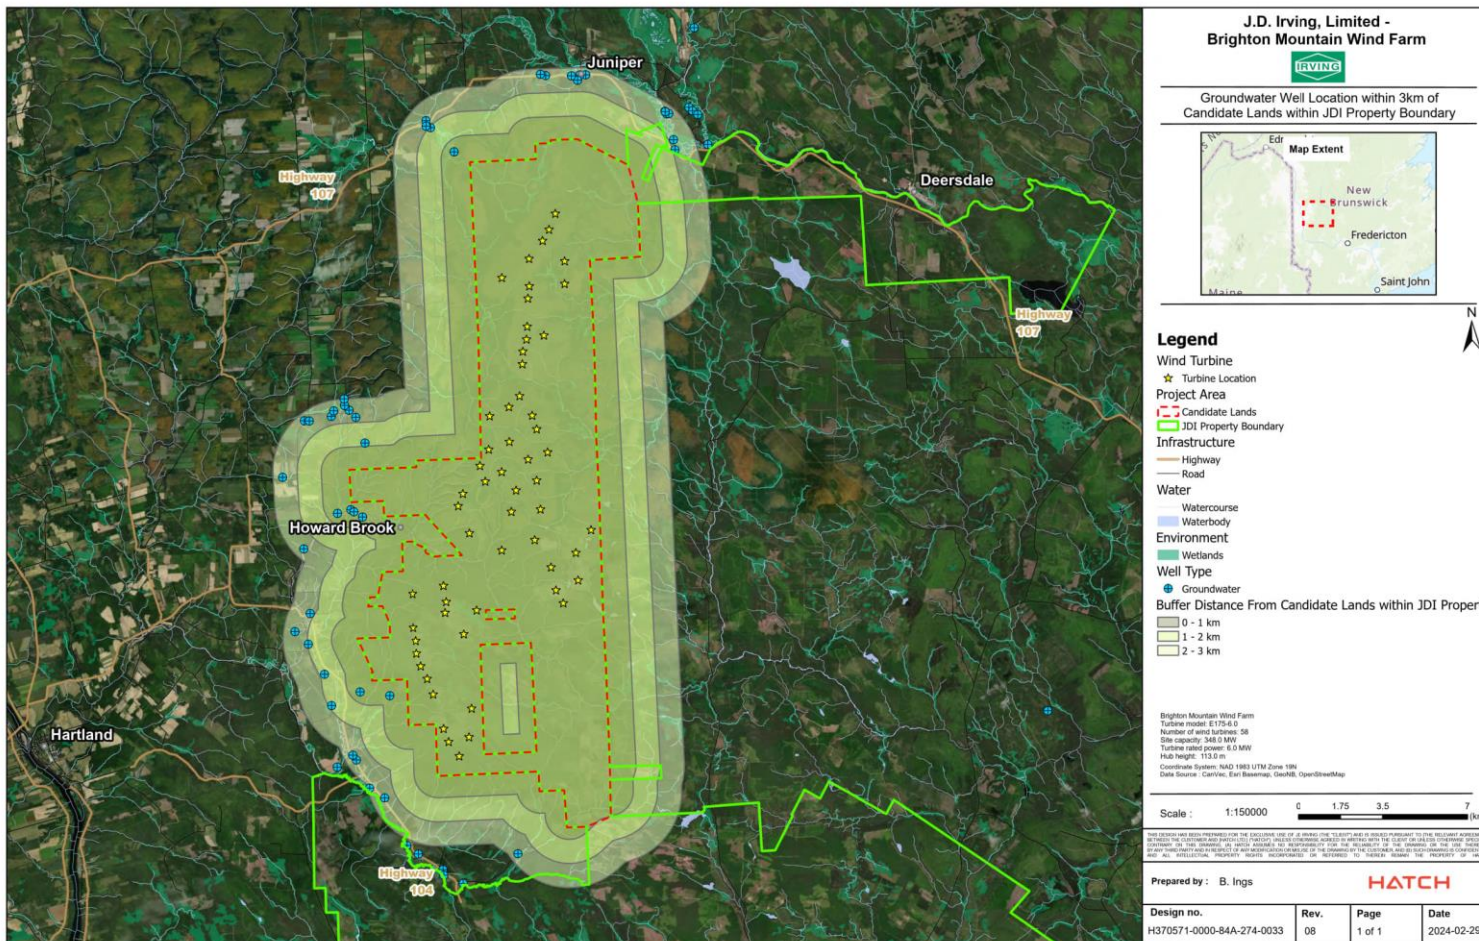 Juniper
Highway
107
Deersdale
Highway
107
Howard Brook
Hartland
Highway
104
J.D. Irving, Limited -
Brighton Mountain Wind Farm
IRVING
Groundwater Well Location within 3km of
Candidate Lands within JDI Property Boundary
Map Extent
New
Brunswick
Fredericton
Saint John
Maine
N
Legend
Wind Turbine
Turbine Location
Project Area
Candidate Lands
JDI Property Boundary
Infrastructure
Highway
Road
Water
Watercourse
Waterbody
Environment
Wetlands
Well Type
Groundwater
Buffer Distance From Candidate Lands within JDI Proper
0 - 1 km
1 - 2 km
2 - 3 km
Brighton Mountain Wind Farm
Turbine model: E175-6.0
Number of wind turbines: 58
Site capacity: 348.0 MW
Turbine rated power: 6.0 MW
Hub height: 113.0 m
Coordinate System: NAD 1983 UTM Zone 19N
Data Source : CanVec, Esri Basemap, GeoNB, OpenStreetMap
Scale : 1:150000 0 1.75 3.5 7
Prepared by : B. Ings HATCH
Design no. Rev. Page Date
H370571-0000-84A-274-0033 08 1 of 1 2024-02-29